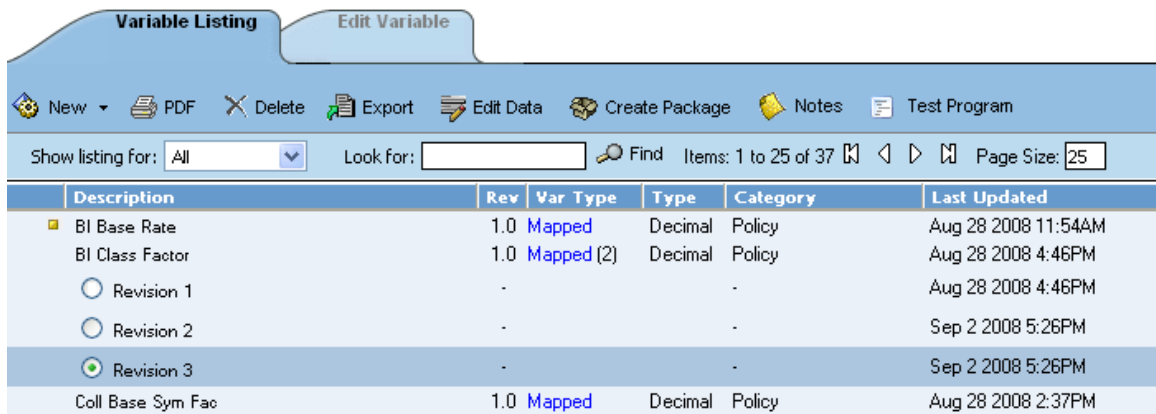 Variable Listing Edit Variable
New PDF Delete Export Edit Data Create Package Notes Test Program
Show listing for: All Look for: Find Items: 1 to 25 of 37 Page Size: 25
Description Rev Var Type Type Category Last Updated
BI Base Rate 1.0 Mapped Decimal Policy Aug 28 2008 11:54AM
BI Class Factor 1.0 Mapped (2) Decimal Policy Aug 28 2008 4:46PM
Revision 1 - - Aug 28 2008 4:46PM
Revision 2 - - Sep 2 2008 5:26PM
Revision 3 - - Sep 2 2008 5:26PM
Coll Base Sym Fac 1.0 Mapped Decimal Policy Aug 28 2008 2:37PM